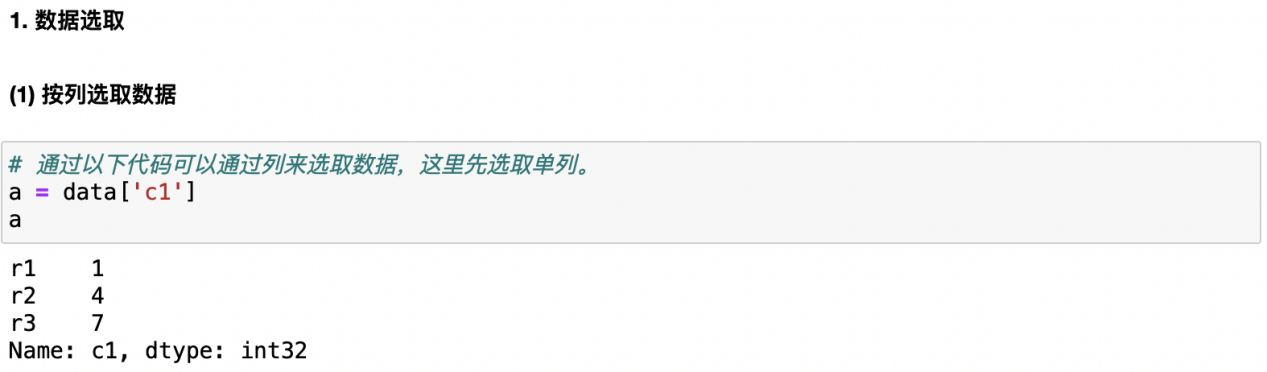 1. 数据选取
(1) 按列选取数据
# 通过以下代码可以通过列来选取数据，这里先选取单列。
a = data['c1']
a
r1    1
r2    4
r3    7
Name: c1, dtype: int32